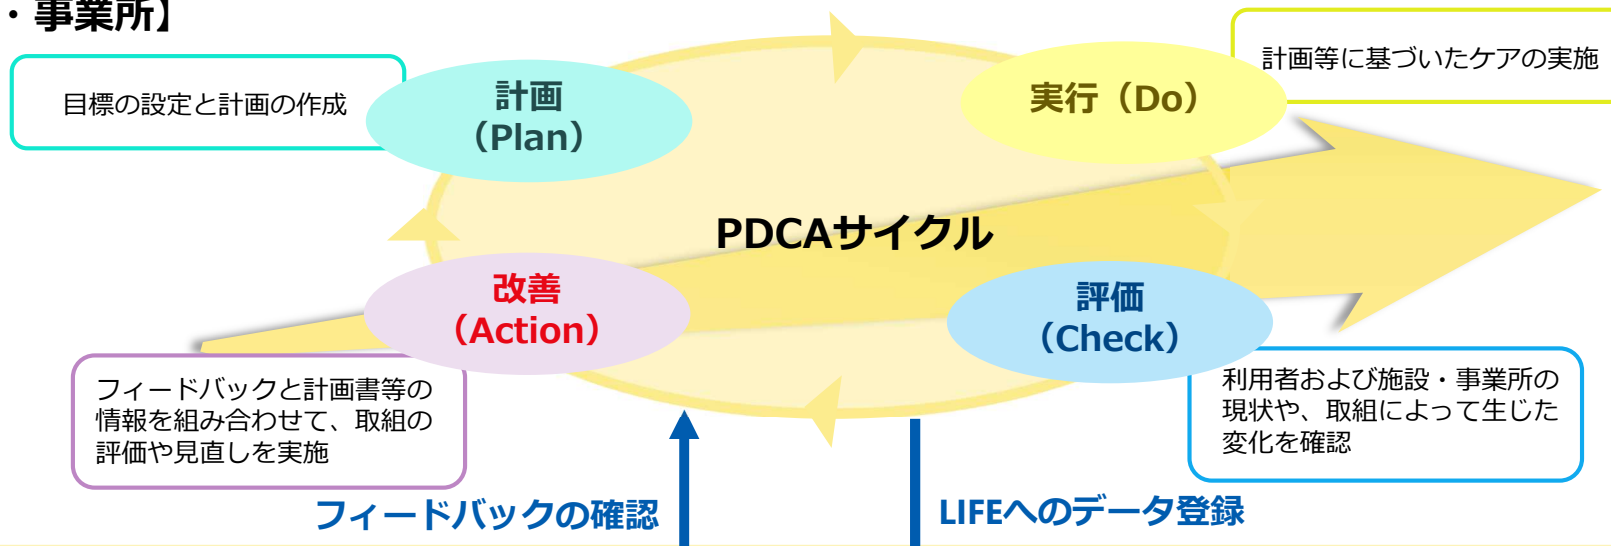 ・事業所】
目標の設定と計画の作成
計画
（Plan）
実行（Do）
計画等に基づいたケアの実施
PDCAサイクル
改善
（Action）
評価
（Check）
フィードバックと計画書等の
情報を組み合わせて、取組の
評価や見直しを実施
利用者および施設・事業所の
現状や、取組によって生じた
変化を確認
フィードバックの確認
LIFEへのデータ登録